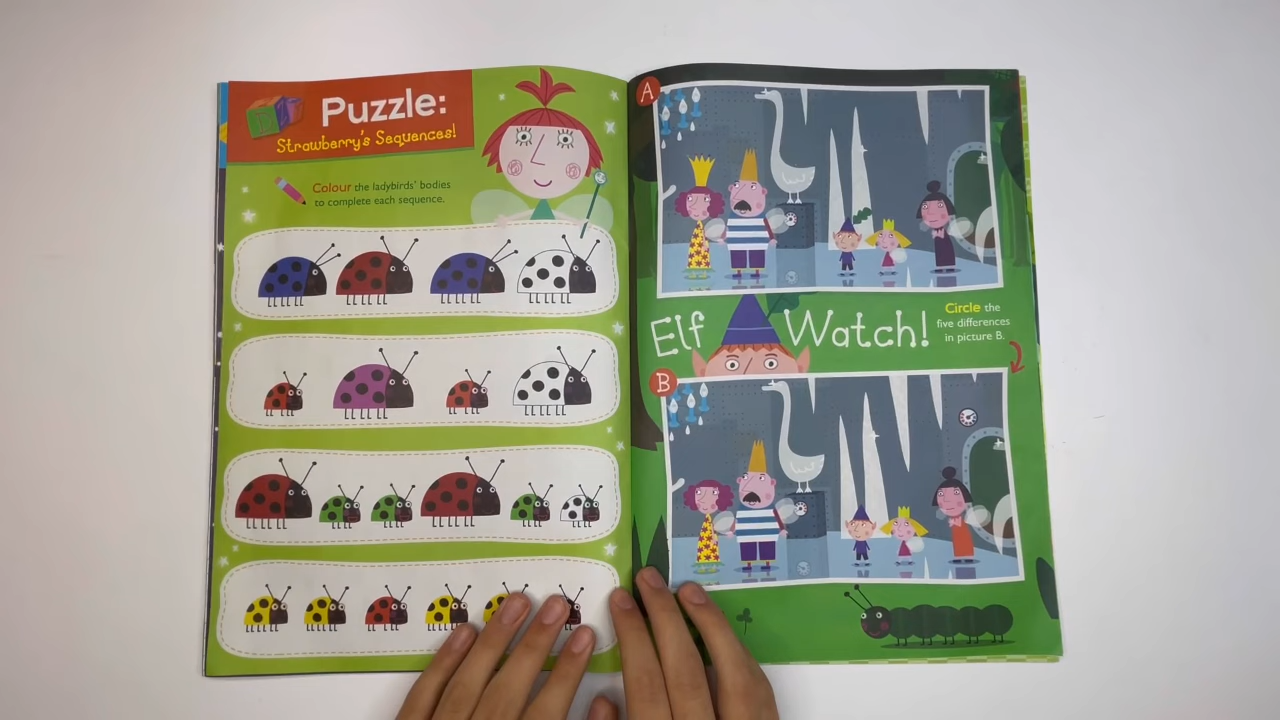 Puzzle:
Strawberry's Sequences!
Colour the ladybirds' bodies
to complete each sequence.
A
Elf Watch!
Circle the
five differences
in picture B.
B